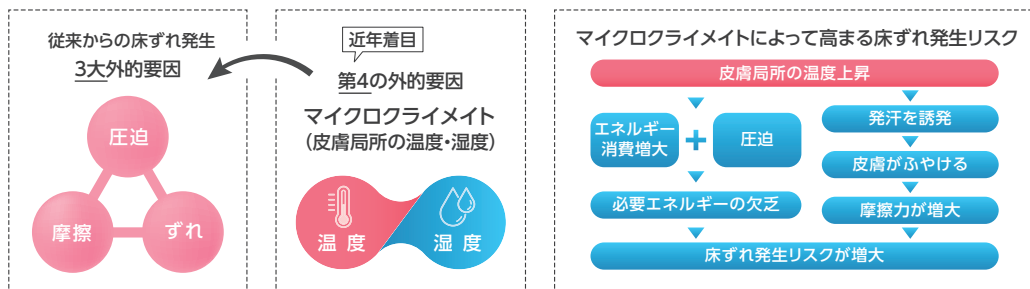 従来からの床ずれ発生
3大外的要因
圧迫
摩擦
ずれ
近年着目
第4の外的要因
マイクロクライメイト
(皮膚局所の温度・湿度)
温度
湿度
マイクロクライメイトによって高まる床ずれ発生リスク
皮膚局所の温度上昇
エネルギー
消費増大
+
圧迫
必要エネルギーの欠乏
発汗を誘発
皮膚がふやける
摩擦力が増大
床ずれ発生リスクが増大